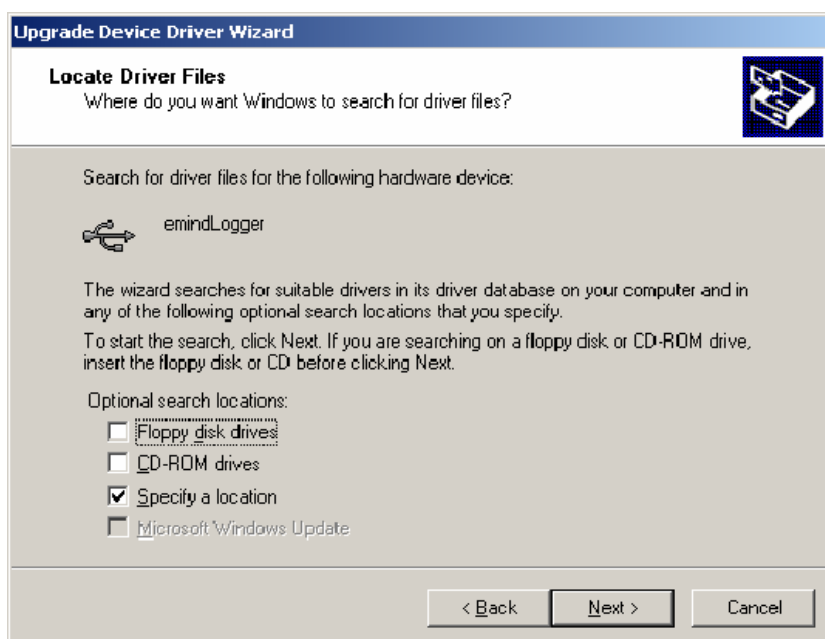 Upgrade Device Driver Wizard
Locate Driver Files
Where do you want Windows to search for driver files?
Search for driver files for the following hardware device:
emindLogger
The wizard searches for suitable drivers in its driver database on your computer and in
any of the following optional search locations that you specify.
To start the search, click Next. If you are searching on a floppy disk or CD-ROM drive,
insert the floppy disk or CD before clicking Next.
Optional search locations:
Floppy disk drives
CD-ROM drives
Specify a location
Microsoft Windows Update
< Back
Next >
Cancel